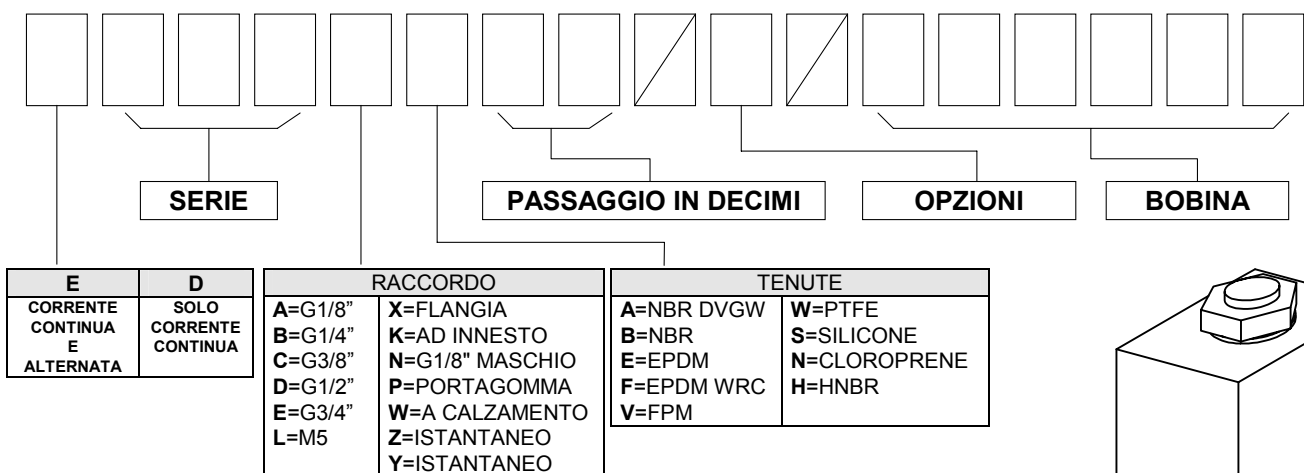 SERIE
PASSAGGIO IN DECIMI
OPZIONI
BOBINA
E D
CORRENTE CONTINUA E ALTERNATA
SOLO CORRENTE CONTINUA
RACCORDO
A=G1/8” X=FLANGIA
B=G1/4” K=AD INNESTO
C=G3/8” N=G1/8" MASCHIO
D=G1/2” P=PORTAGOMMA
E=G3/4” W=A CALZAMENTO
L=M5 Z=ISTANTANEO
Y=ISTANTANEO
TENUTE
A=NBR DVGW W=PTFE
B=NBR S=SILICONE
E=EPDM N=CLOROPRENE
F=EPDM WRC H=HNBR
V=FPM